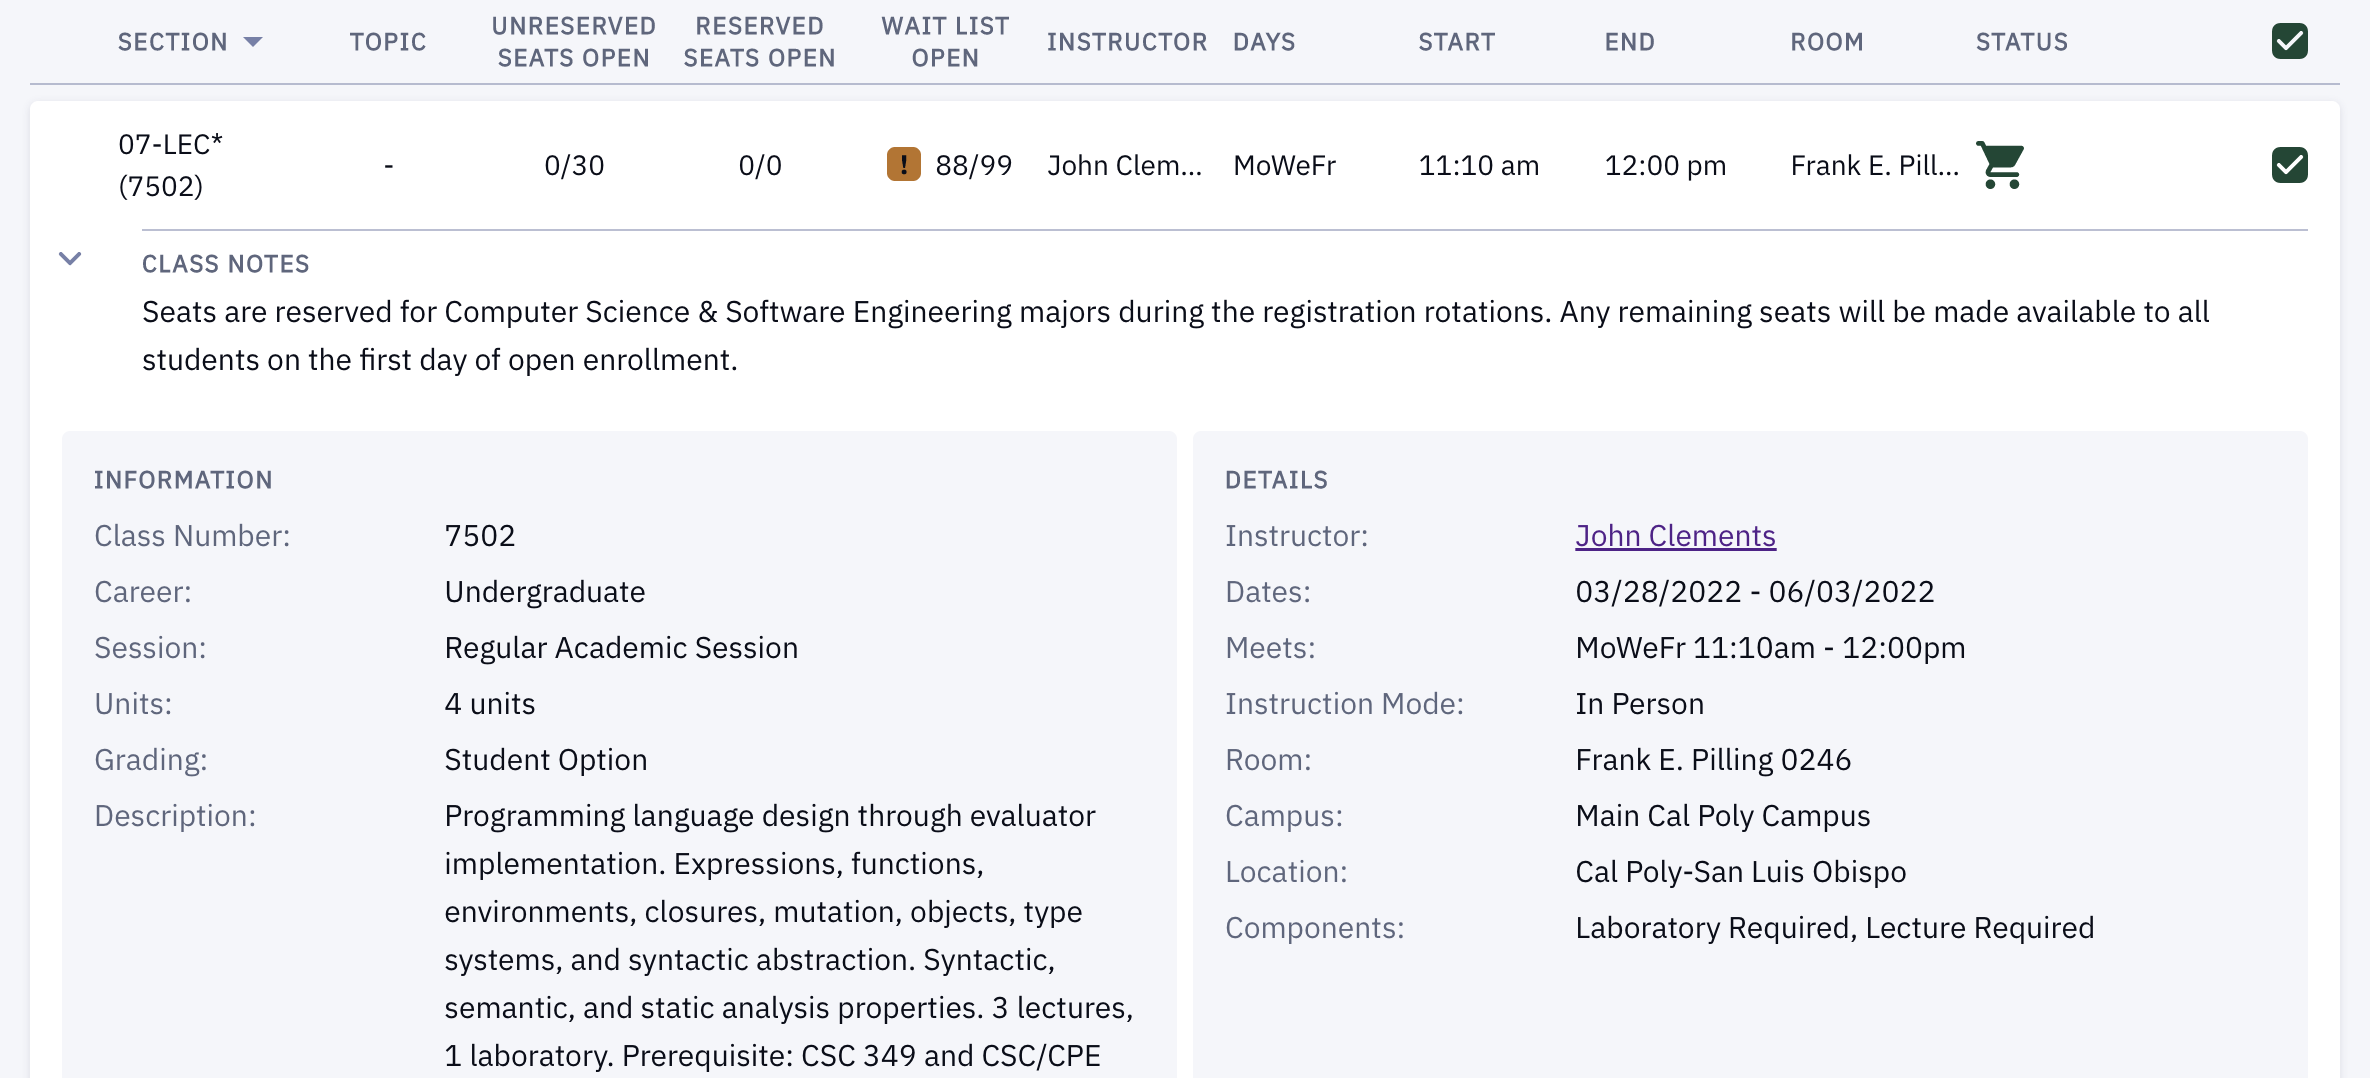 SECTION TOPIC UNRESERVED SEATS OPEN RESERVED SEATS OPEN WAIT LIST OPEN INSTRUCTOR DAYS START END ROOM STATUS
07-LEC* (7502) - 0/30 0/0 ! 88/99 John Clem... MoWeFr 11:10 am 12:00 pm Frank E. Pill...
CLASS NOTES
Seats are reserved for Computer Science & Software Engineering majors during the registration rotations. Any remaining seats will be made available to all
students on the first day of open enrollment.
INFORMATION
Class Number: 7502
Career: Undergraduate
Session: Regular Academic Session
Units: 4 units
Grading: Student Option
Description: Programming language design through evaluator
implementation. Expressions, functions,
environments, closures, mutation, objects, type
systems, and syntactic abstraction. Syntactic,
semantic, and static analysis properties. 3 lectures,
1 laboratory. Prerequisite: CSC 349 and CSC/CPE
DETAILS
Instructor: John Clements
Dates: 03/28/2022 - 06/03/2022
Meets: MoWeFr 11:10am - 12:00pm
Instruction Mode: In Person
Room: Frank E. Pilling 0246
Campus: Main Cal Poly Campus
Location: Cal Poly-San Luis Obispo
Components: Laboratory Required, Lecture Required